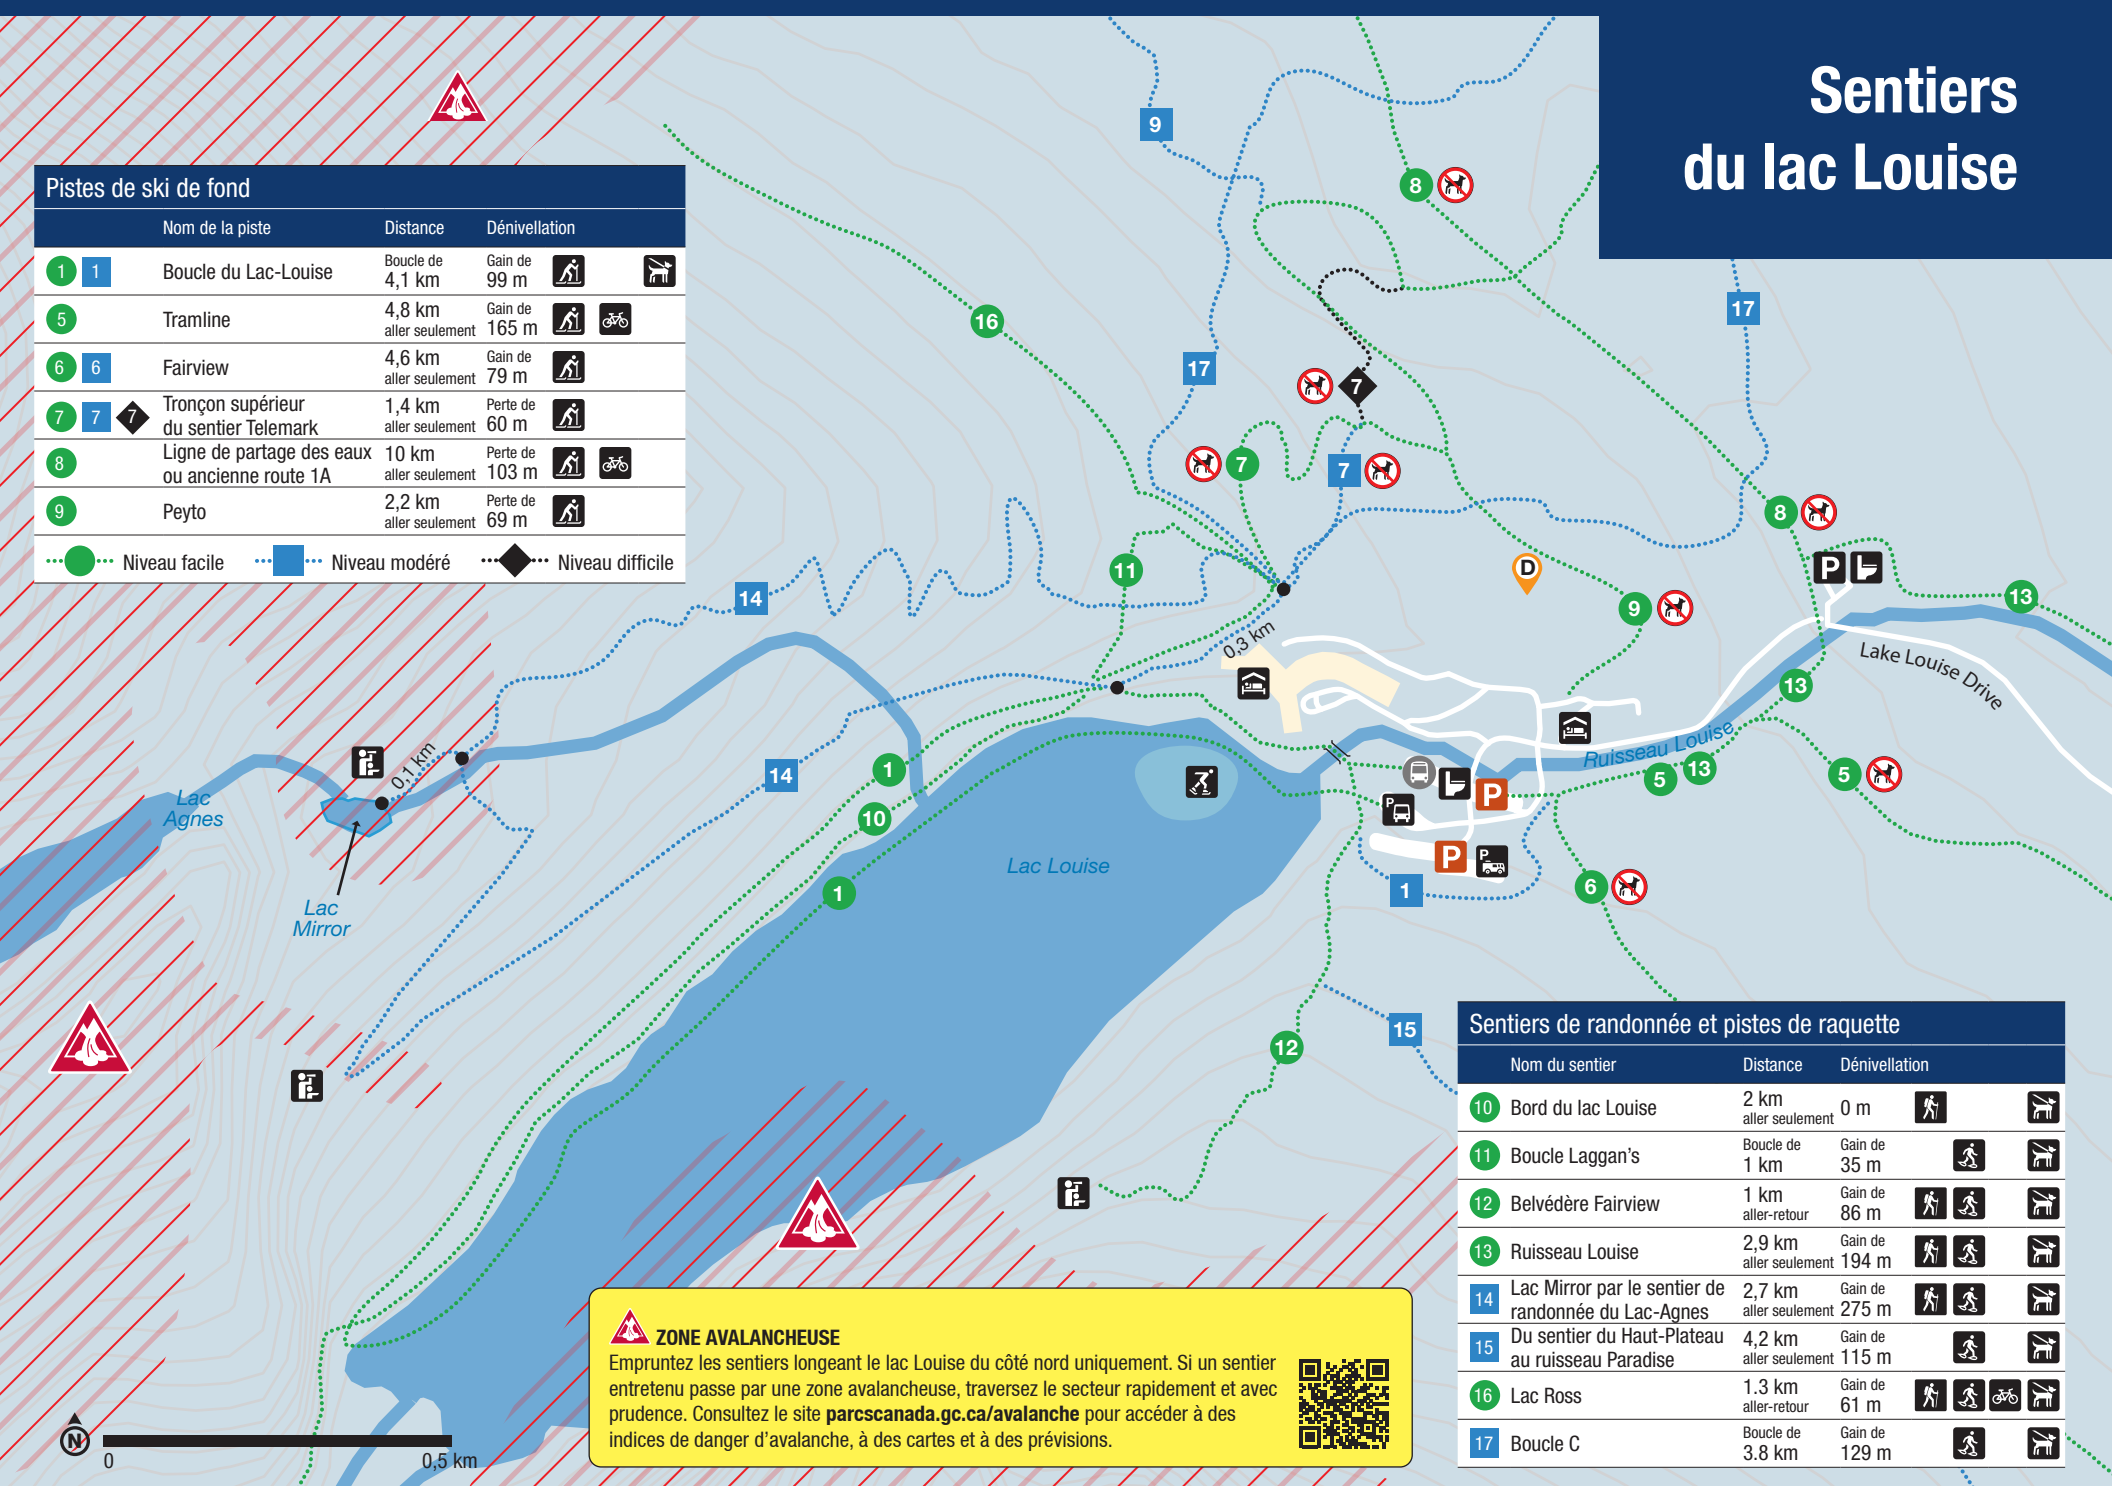 Sentiers
du lac Louise
Pistes de ski de fond
Nom de la piste Distance Dénivellation
1 1 Boucle du Lac-Louise Boucle de 4,1 km Gain de 99 m
5 Tramline 4,8 km aller seulement Gain de 165 m
6 6 Fairview 4,6 km aller seulement Gain de 79 m
7 7 7 Tronçon supérieur du sentier Telemark 1,4 km aller seulement Perte de 60 m
8 Ligne de partage des eaux ou ancienne route 1A 10 km aller seulement Perte de 103 m
9 Peyto 2,2 km aller seulement Perte de 69 m
Niveau facile Niveau modéré Niveau difficile
9
8
16
17
17
7
7
7
8
11
D
14
9
13
0,3 km
Lake Louise Drive
P
13
Ruisseau Louise
0,1 km
14
1
10
1
5
13
5
P
P
P
P
1
6
Lac
Agnes
Lac
Mirror
Lac Louise
12
15
Sentiers de randonnée et pistes de raquette
Nom du sentier Distance Dénivellation
10 Bord du lac Louise 2 km aller seulement 0 m
11 Boucle Laggan's Boucle de 1 km Gain de 35 m
12 Belvédère Fairview 1 km aller-retour Gain de 86 m
13 Ruisseau Louise 2,9 km aller seulement Gain de 194 m
14 Lac Mirror par le sentier de randonnée du Lac-Agnes 2,7 km aller seulement Gain de 275 m
15 Du sentier du Haut-Plateau au ruisseau Paradise 4,2 km aller seulement Gain de 115 m
16 Lac Ross 1.3 km aller-retour Gain de 61 m
17 Boucle C Boucle de 3.8 km Gain de 129 m
ZONE AVALANCHEUSE
Empruntez les sentiers longeant le lac Louise du côté nord uniquement. Si un sentier
entretenu passe par une zone avalancheuse, traversez le secteur rapidement et avec
prudence. Consultez le site parcscanada.gc.ca/avalanche pour accéder à des
indices de danger d'avalanche, à des cartes et à des prévisions.
N
0 0,5 km